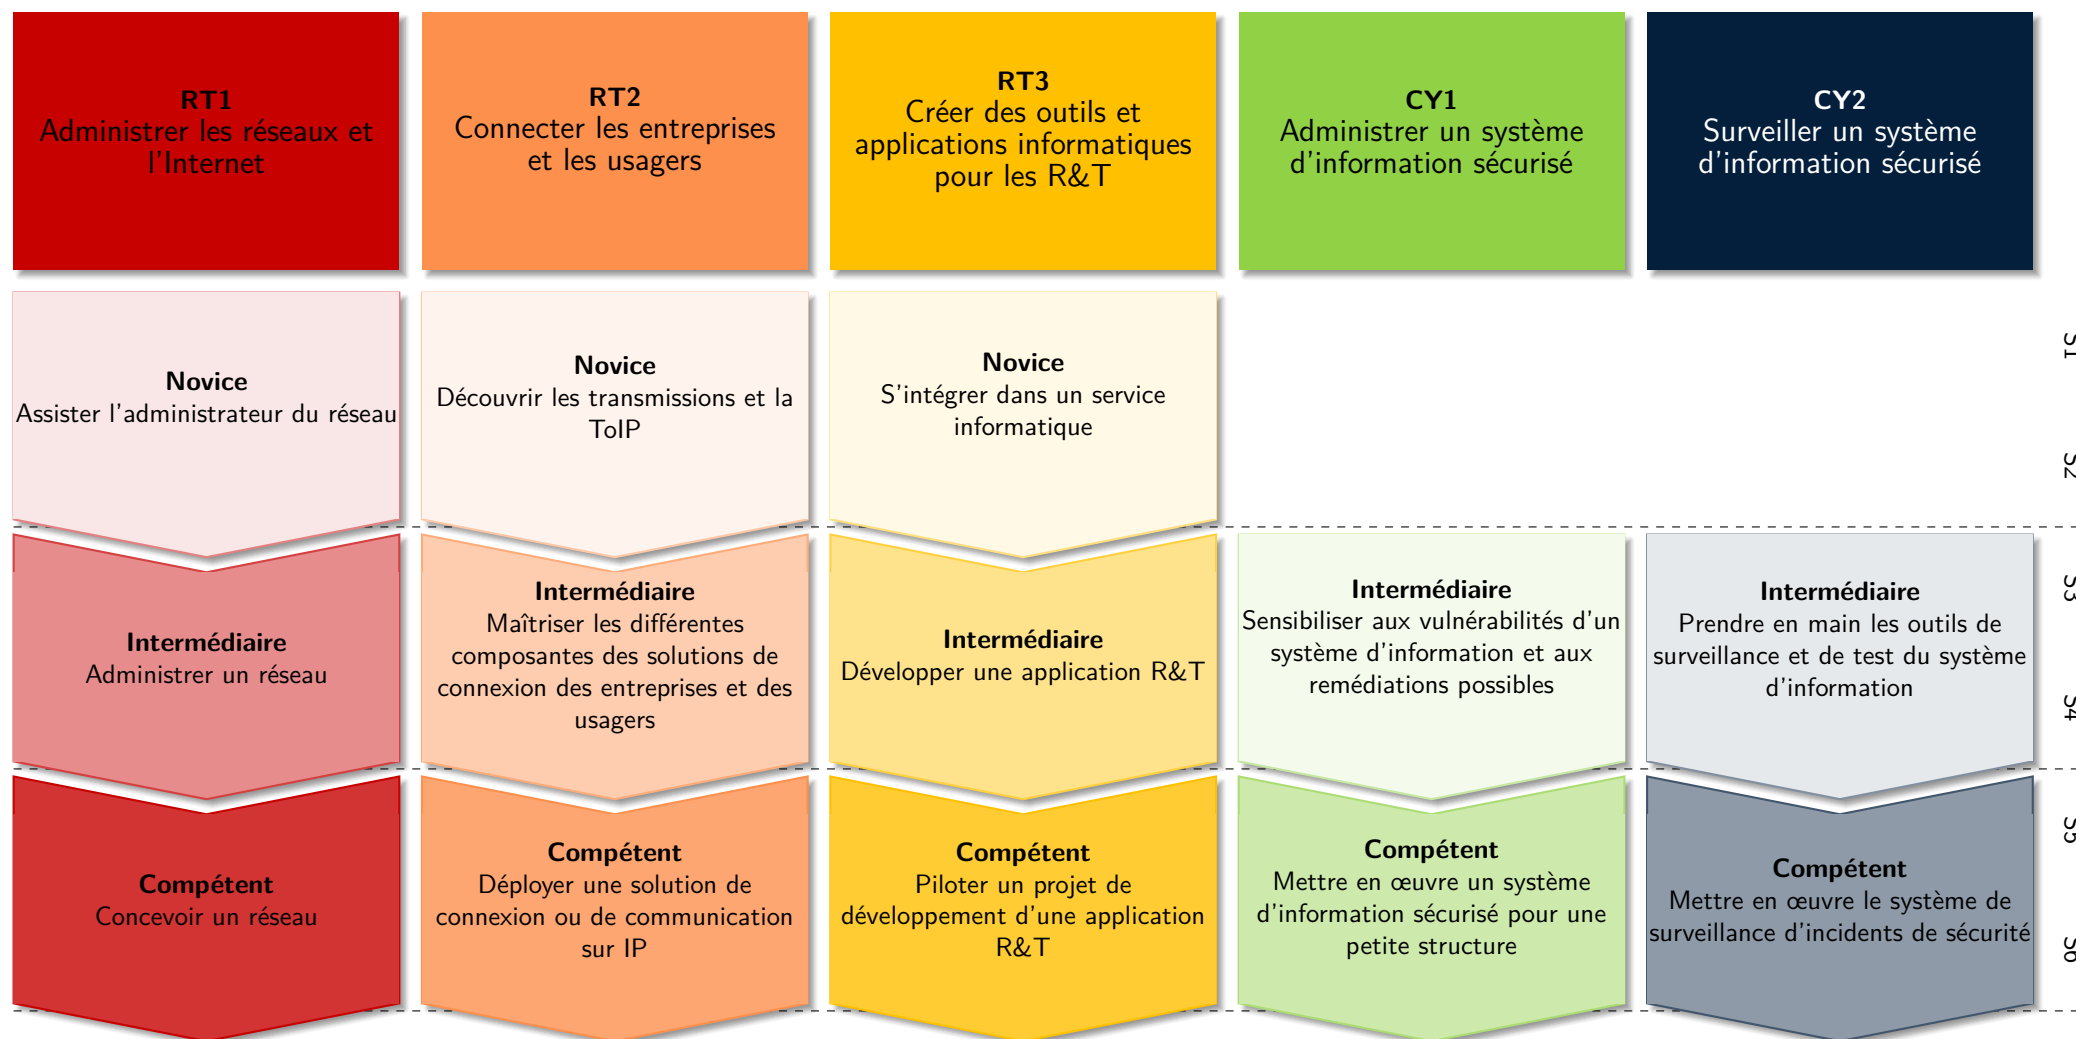 RT1
Administrer les réseaux et
l'Internet
RT2
Connecter les entreprises
et les usagers
RT3
Créer des outils et
applications informatiques
pour les R&T
CY1
Administrer un système
d'information sécurisé
CY2
Surveiller un système
d'information sécurisé
Novice
Assister l'administrateur du réseau
Novice
Découvrir les transmissions et la
ToIP
Novice
S'intégrer dans un service
informatique
S1
S2
Intermédiaire
Administrer un réseau
Intermédiaire
Maîtriser les différentes
composantes des solutions de
connexion des entreprises et des
usagers
Intermédiaire
Développer une application R&T
Intermédiaire
Sensibiliser aux vulnérabilités d'un
système d'information et aux
remédiations possibles
Intermédiaire
Prendre en main les outils de
surveillance et de test du système
d'information
S3
S4
Compétent
Concevoir un réseau
Compétent
Déployer une solution de
connexion ou de communication
sur IP
Compétent
Piloter un projet de
développement d'une application
R&T
Compétent
Mettre en œuvre un système
d'information sécurisé pour une
petite structure
Compétent
Mettre en œuvre le système de
surveillance d'incidents de sécurité
S5
S6